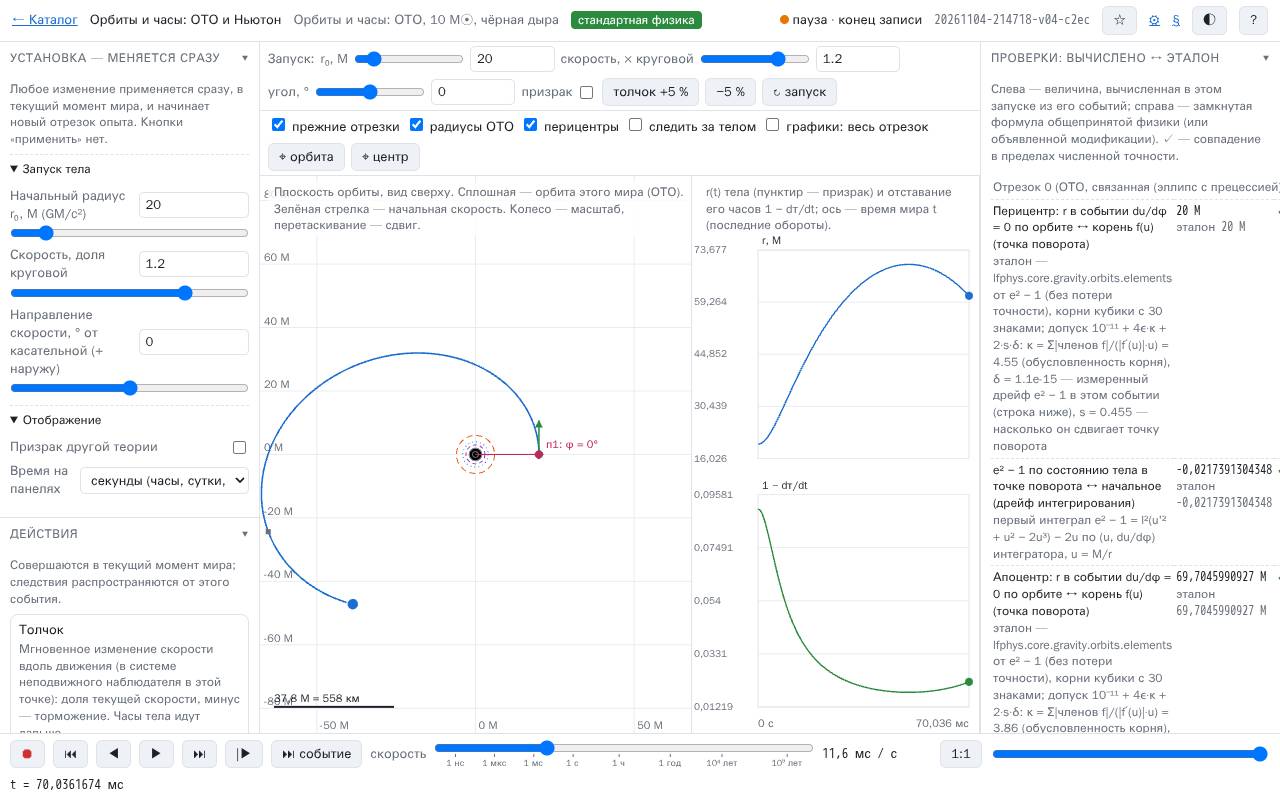 ← Каталог Орбиты и часы: ОТО и Ньютон Орбиты и часы: ОТО, 10 M☉, чёрная дыра стандартная физика пауза · конец записи 20261104-214718-v04-c2ec ☆ ⚙ § ◐ ?
УСТАНОВКА — МЕНЯЕТСЯ СРАЗУ ▾
Любое изменение применяется сразу, в
текущий момент мира, и начинает
новый отрезок опыта. Кнопки
«применить» нет.
▾ Запуск тела
Начальный радиус
r₀, M (GM/c²) 20
Скорость, доля
круговой 1.2
Направление
скорости, ° от
касательной (+
наружу) 0
▾ Отображение
Призрак другой теории
Время на
панелях секунды (часы, сутки,
ДЕЙСТВИЯ ▾
Совершаются в текущий момент мира;
следствия распространяются от этого
события.
Толчок
Мгновенное изменение скорости
вдоль движения (в системе
неподвижного наблюдателя в этой
точке): доля текущей скорости, минус
— торможение. Часы тела идут
дальше.
Запуск: r₀, M 20 скорость, × круговой 1.2
угол, ° 0 призрак толчок +5 % −5 % ↻ запуск
прежние отрезки радиусы ОТО перицентры следить за телом графики: весь отрезок
⌖ орбита ⌖ центр
Плоскость орбиты, вид сверху. Сплошная — орбита этого мира (ОТО).
Зелёная стрелка — начальная скорость. Колесо — масштаб,
перетаскивание — сдвиг.
60 M
40 M
20 M
0 M
-20 M
-40 M
-60 M
-80 M
п1: φ = 0°
37,8 M = 558 км
-50 M 0 M 50 M
r(t) тела (пунктир — призрак) и отставание
его часов 1 − dτ/dt; ось — время мира t
(последние обороты).
r, M
73,677
59,264
44,852
30,439
16,026
1 − dτ/dt
0,09581
0,07491
0,054
0,0331
0,01219
0 с 70,036 мс
ПРОВЕРКИ: ВЫЧИСЛЕНО ↔ ЭТАЛОН ▾
Слева — величина, вычисленная в этом
запуске из его событий; справа — замкнутая
формула общепринятой физики (или
объявленной модификации). ✓ — совпадение
в пределах численной точности.
Отрезок 0 (ОТО, связанная (эллипс с прецессией)
Перицентр: r в событии du/dφ 20 M
= 0 по орбите ↔ корень f(u) эталон 20 M
(точка поворота)
эталон —
lfphys.core.gravity.orbits.elements
от e² − 1 (без потери
точности), корни кубики с 30
знаками; допуск 10⁻¹¹ + 4ϵ·κ +
2·s·δ: κ = Σ|членов f|/(|f′(u)|·u) =
4.55 (обусловленность корня),
δ = 1.1e-15 — измеренный
дрейф e² − 1 в этом событии
(строка ниже), s = 0.455 —
насколько он сдвигает точку
поворота
e² − 1 по состоянию тела в -0,0217391304348
точке поворота ↔ начальное эталон
(дрейф интегрирования) -0,0217391304348
первый интеграл e² − 1 = l²(u′²
+ u² − 2u³) − 2u по (u, du/dφ)
интегратора, u = M/r
Апоцентр: r в событии du/dφ = 69,7045990927 M
0 по орбите ↔ корень f(u) эталон
(точка поворота) 69,7045990927 M
эталон —
lfphys.core.gravity.orbits.elements
от e² − 1 (без потери
точности), корни кубики с 30
знаками; допуск 10⁻¹¹ + 4ϵ·κ +
2·s·δ: κ = Σ|членов f|/(|f′(u)|·u) =
3.86 (обусловленность корня),
⏺ ⏮ ◀ ▶ ⏭ |▶ ⏭ событие скорость 11,6 мс / с 1:1
1 нс 1 мкс 1 мс 1 с 1 ч 1 год 10⁴ лет 10⁹ лет
t = 70,0361674 мс